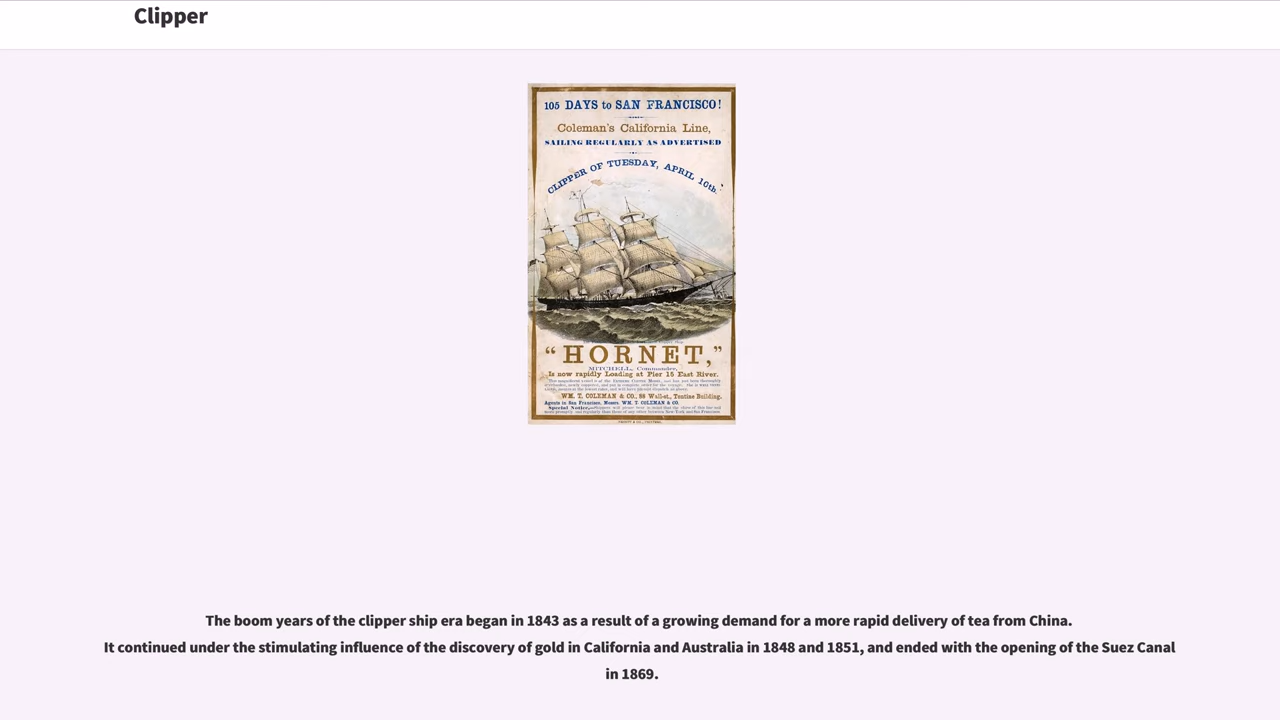 Clipper
105 DAYS to SAN FRANCISCO!
Coleman's California Line,
SAILING REGULARLY AS ADVERTISED
CLIPPER OF TUESDAY, APRIL 10th.
"HORNET,"
MITCHELL, Commander,
Is now rapidly Loading at Pier 15 East River.
WM. T. COLEMAN & CO., 88 Wall-st., Tontine Building.
Agents in San Francisco, Messrs. WM. T. COLEMAN & CO.
Special Notice.
The boom years of the clipper ship era began in 1843 as a result of a growing demand for a more rapid delivery of tea from China.
It continued under the stimulating influence of the discovery of gold in California and Australia in 1848 and 1851, and ended with the opening of the Suez Canal
in 1869.